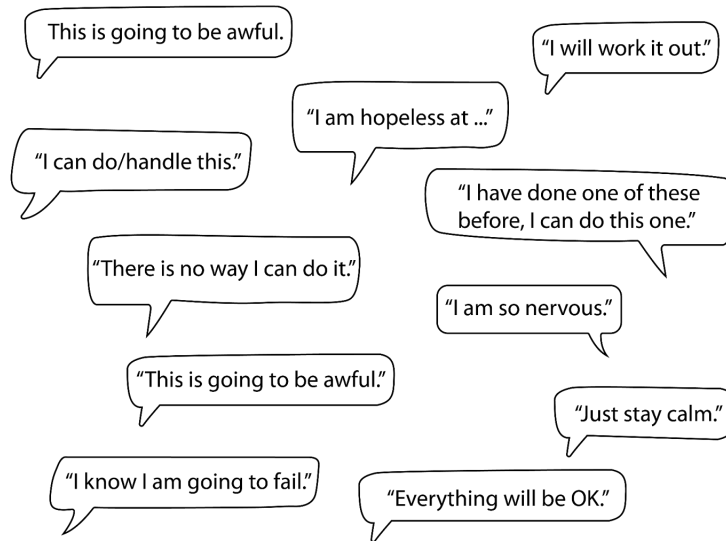 This is going to be awful.
“I will work it out.”
“I am hopeless at ...”
“I can do/handle this.”
“I have done one of these
before, I can do this one.”
“There is no way I can do it.”
“I am so nervous.”
“This is going to be awful.”
“Just stay calm.”
“I know I am going to fail.”
“Everything will be OK.”